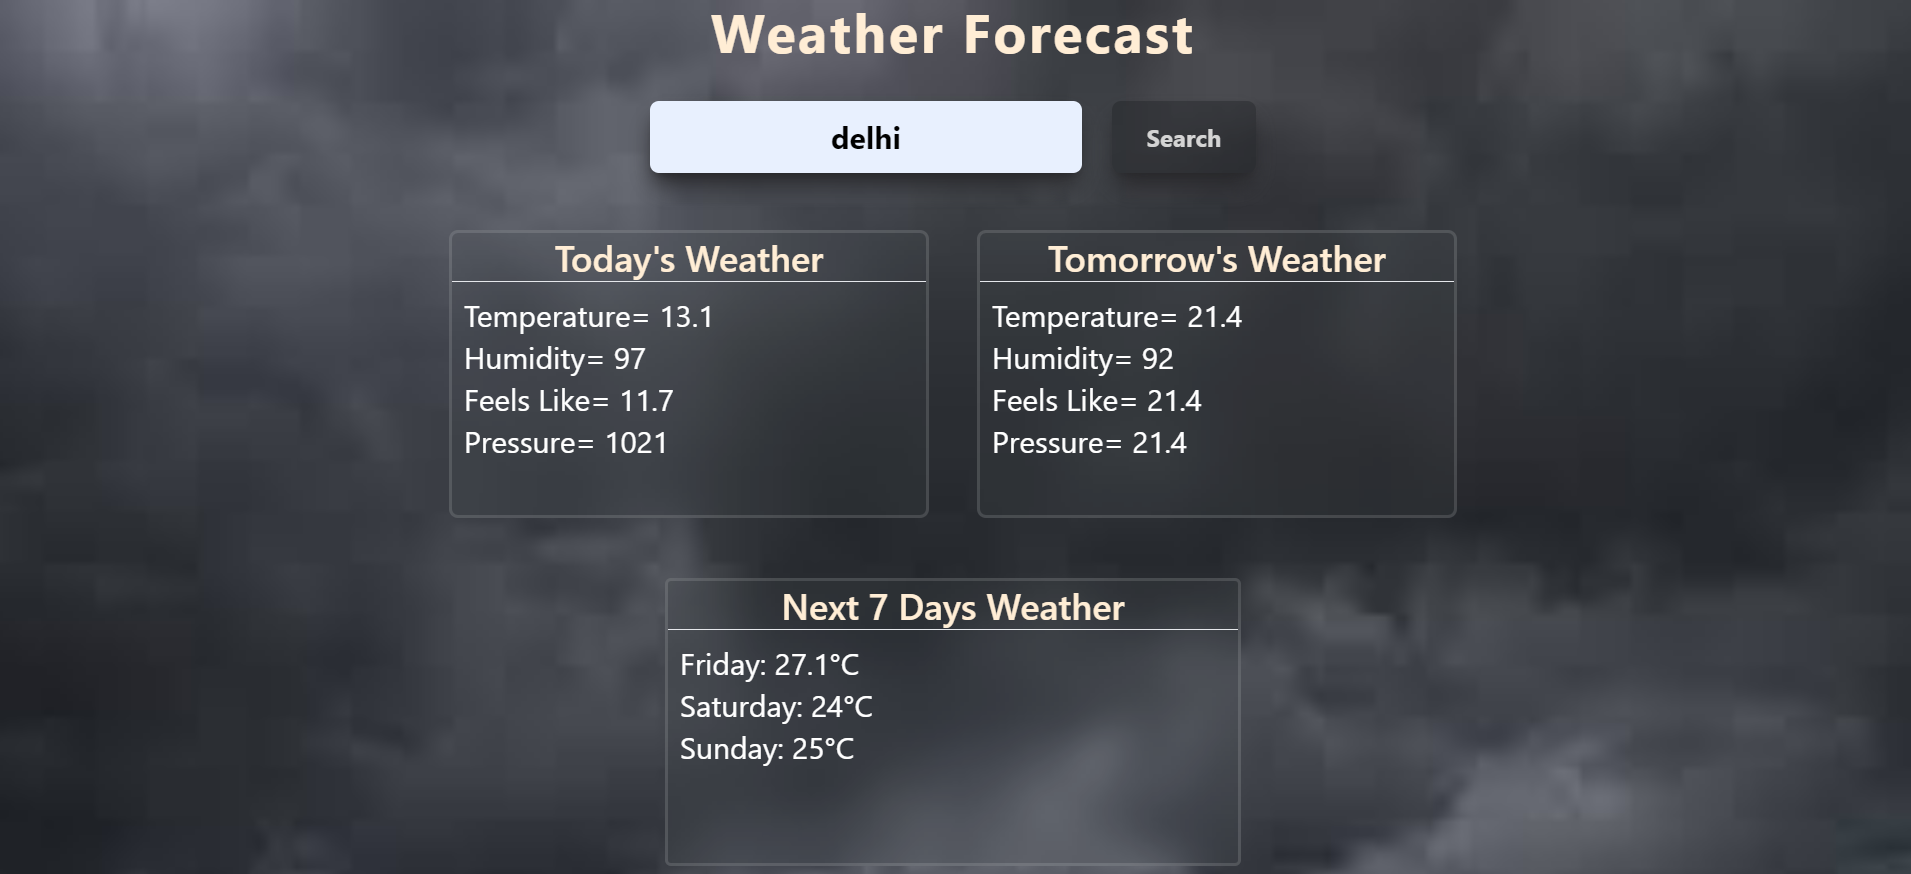 Weather Forecast
delhi
Search
Today's Weather
Temperature= 13.1
Humidity= 97
Feels Like= 11.7
Pressure= 1021
Tomorrow's Weather
Temperature= 21.4
Humidity= 92
Feels Like= 21.4
Pressure= 21.4
Next 7 Days Weather
Friday: 27.1°C
Saturday: 24°C
Sunday: 25°C